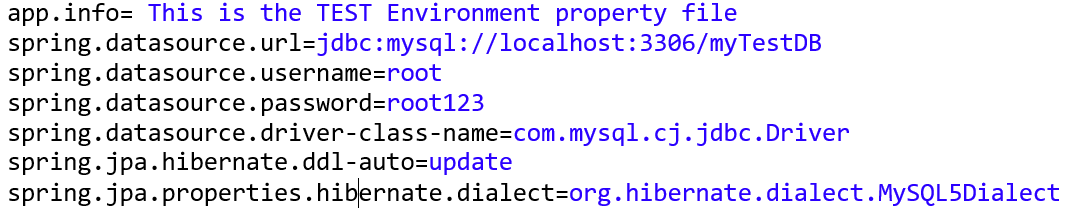 app.info= This is the TEST Environment property file
spring.datasource.url=jdbc:mysql://localhost:3306/myTestDB
spring.datasource.username=root
spring.datasource.password=root123
spring.datasource.driver-class-name=com.mysql.cj.jdbc.Driver
spring.jpa.hibernate.ddl-auto=update
spring.jpa.properties.hibernate.dialect=org.hibernate.dialect.MySQL5Dialect